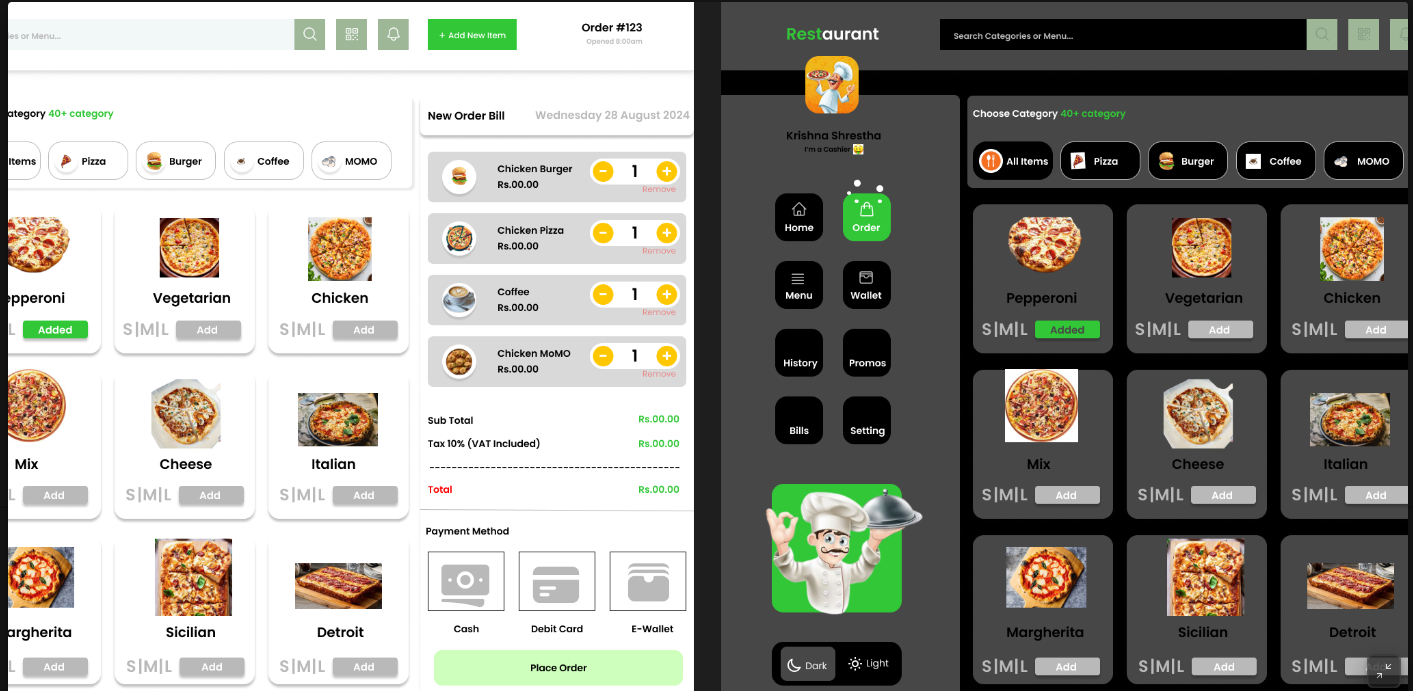 es or Menu...
+ Add New Item
Order #123
Opened 8:00am
ategory 40+ category
Items
Pizza
Burger
Coffee
MOMO
epperoni
Vegetarian
Chicken
L
Added
S|M|L
Add
S|M|L
Add
Mix
Cheese
Italian
L
Add
S|M|L
Add
S|M|L
Add
argherita
Sicilian
Detroit
L
Add
S|M|L
Add
S|M|L
Add
New Order Bill
Wednesday 28 August 2024
Chicken Burger
Rs.00.00
- 1 +
Remove
Chicken Pizza
Rs.00.00
- 1 +
Remove
Coffee
Rs.00.00
- 1 +
Remove
Chicken MoMO
Rs.00.00
- 1 +
Remove
Sub Total
Rs.00.00
Tax 10% (VAT Included)
Rs.00.00
Total
Rs.00.00
Payment Method
Cash
Debit Card
E-Wallet
Place Order
Restaurant
Search Categories or Menu...
Krishna Shrestha
I'm a Cashier
Home
Order
Menu
Wallet
History
Promos
Bills
Setting
Dark
Light
Choose Category 40+ category
All Items
Pizza
Burger
Coffee
MOMO
Pepperoni
Vegetarian
Chicken
S|M|L
Added
S|M|L
Add
S|M|L
Add
Mix
Cheese
Italian
S|M|L
Add
S|M|L
Add
S|M|L
Add
Margherita
Sicilian
Detroit
S|M|L
Add
S|M|L
Add
S|M|L
Add